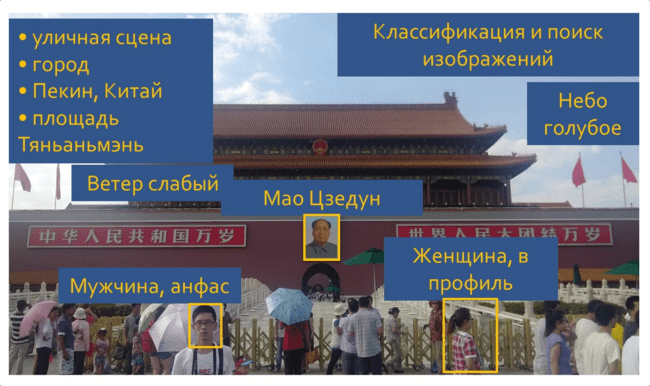 • уличная сцена
• город
• Пекин, Китай
• площадь
Тяньаньмэнь
Классификация и поиск
изображений
Небо
голубое
Ветер слабый
Мао Цзедун
中华人民共和国万岁
世界人民大团结万岁
Мужчина, анфас
Женщина, в
профиль